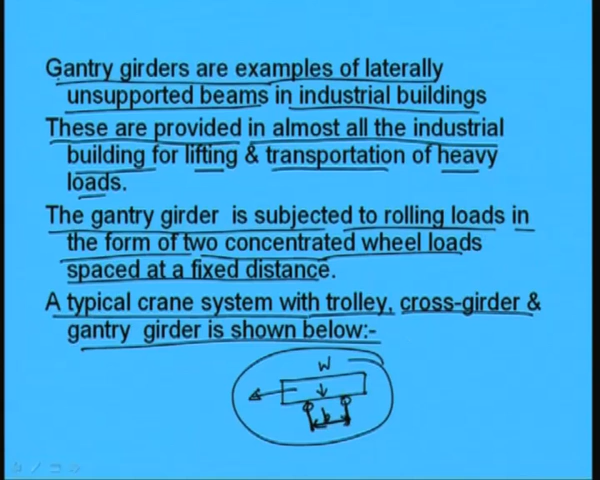 Gantry girders are examples of laterally
unsupported beams in industrial buildings
These are provided in almost all the industrial
building for lifting & transportation of heavy
loads.
The gantry girder is subjected to rolling loads in
the form of two concentrated wheel loads
spaced at a fixed distance.
A typical crane system with trolley, cross-girder &
gantry girder is shown below:-
W